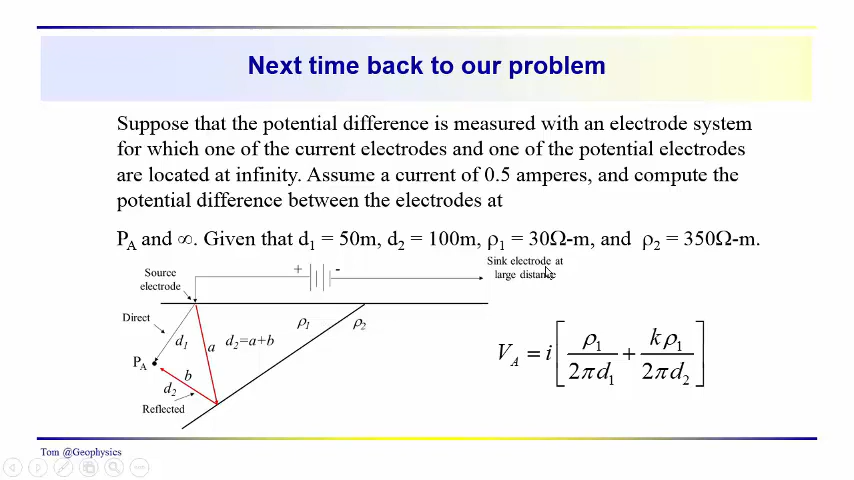 Next time back to our problem
Suppose that the potential difference is measured with an electrode system
for which one of the current electrodes and one of the potential electrodes
are located at infinity. Assume a current of 0.5 amperes, and compute the
potential difference between the electrodes at
P_A and ∞. Given that d_1 = 50m, d_2 = 100m, ρ_1 = 30Ω-m, and ρ_2 = 350Ω-m.
Source
electrode
+ -
Sink electrode at
large distance
Direct
d_1
a
d_2=a+b
ρ_1
ρ_2
P_A
b
d_2
Reflected
V_A = i[ρ_1/2πd_1 + kρ_1/2πd_2]
Tom @Geophysics